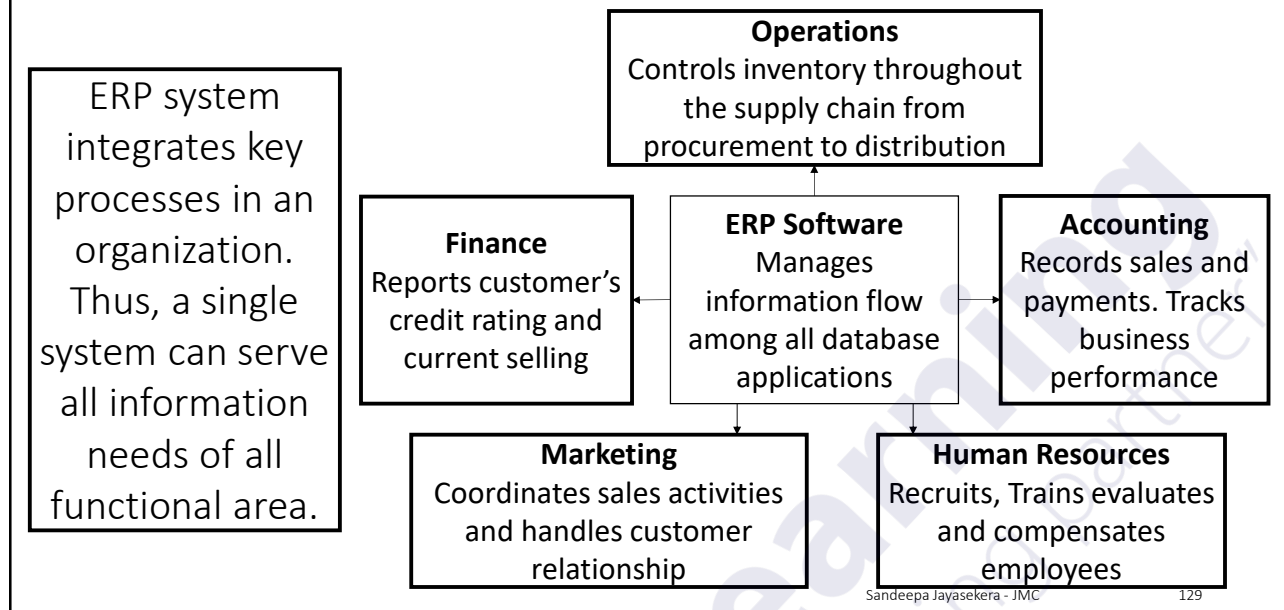 ERP system
integrates key
processes in an
organization.
Thus, a single
system can serve
all information
needs of all
functional area.
Operations
Controls inventory throughout
the supply chain from
procurement to distribution
Finance
Reports customer’s
credit rating and
current selling
ERP Software
Manages
information flow
among all database
applications
Accounting
Records sales and
payments. Tracks
business
performance
Marketing
Coordinates sales activities
and handles customer
relationship
Human Resources
Recruits, Trains evaluates
and compensates
employees
Sandeepa Jayasekera - JMC
129